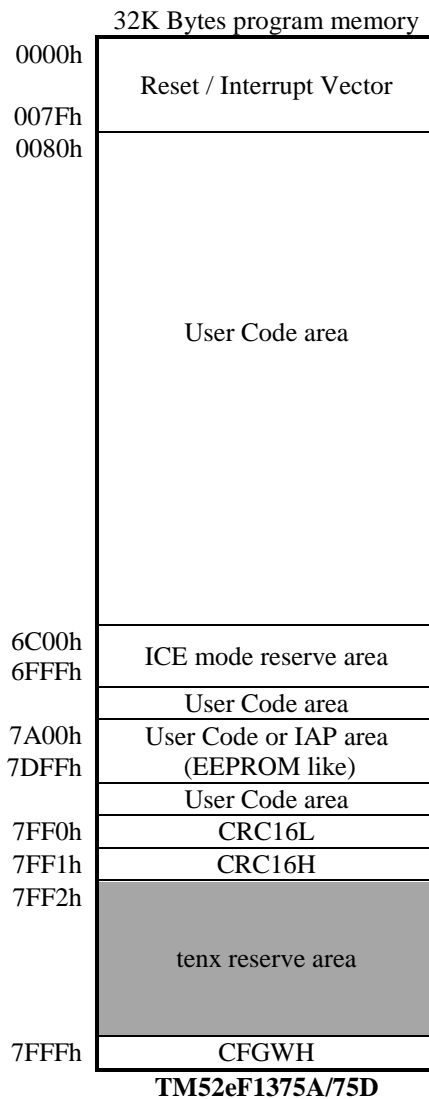 32K Bytes program memory
0000h
Reset / Interrupt Vector
007Fh
0080h
User Code area
6C00h
ICE mode reserve area
6FFFh
User Code area
7A00h
User Code or IAP area
7DFFh
(EEPROM like)
User Code area
7FF0h
CRC16L
7FF1h
CRC16H
7FF2h
tenx reserve area
7FFFh
CFGWH
TM52eF1375A/75D